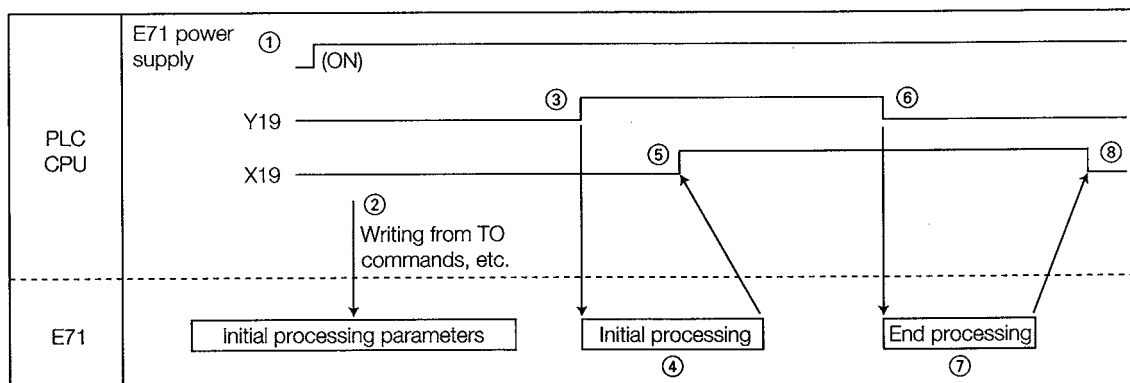 E71 power
supply
①
(ON)
Y19
③
⑥
PLC
CPU
X19
⑤
⑧
②
Writing from TO
commands, etc.
E71
Initial processing parameters
Initial processing
End processing
④
⑦